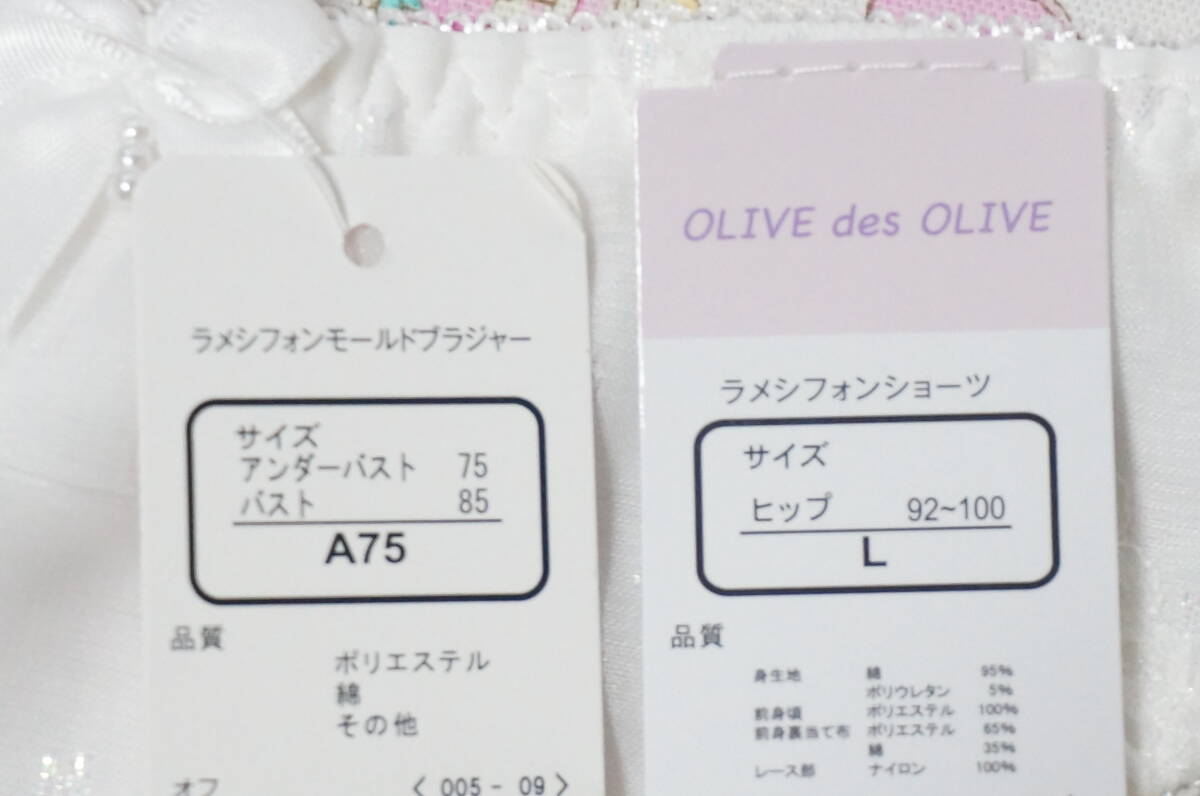 ラメシフォンモールドブラジャー
サイズ
アンダーバスト 75
バスト 85
A75
品質
ポリエステル
綿
その他
オフ 〈 005 - 09 〉
OLIVE des OLIVE
ラメシフォンショーツ
サイズ
ヒップ 92~100
L
品質
身生地 綿 95%
ポリウレタン 5%
前身頃 ポリエステル 100%
前身裏当て布 ポリエステル 65%
綿 35%
レース部 ナイロン 100%